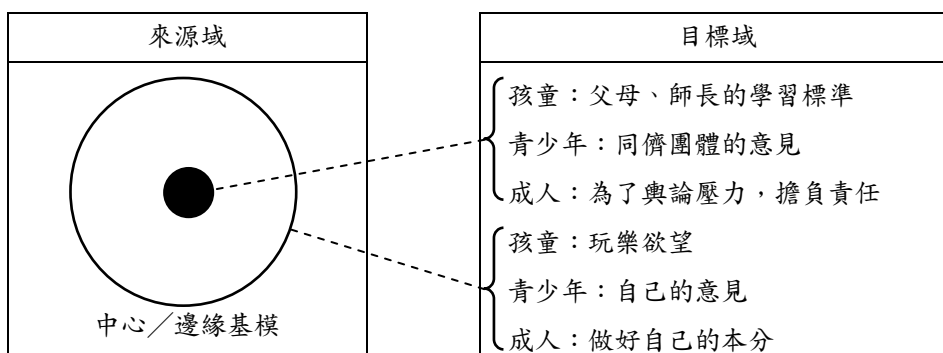 來源域
中心／邊緣基模
目標域
孩童：父母、師長的學習標準
青少年：同儕團體的意見
成人：為了輿論壓力，擔負責任
孩童：玩樂欲望
青少年：自己的意見
成人：做好自己的本分